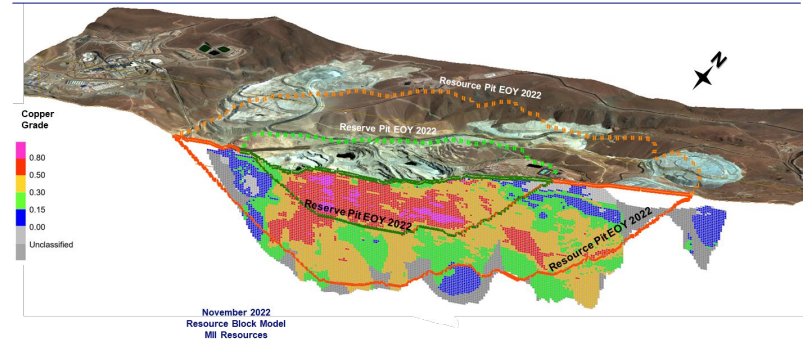 N
Resource Pit EOY 2022
Reserve Pit EOY 2022
Copper
Grade
0.80
0.50
0.30
0.15
0.00
Unclassified
Reserve Pit EOY 2022
Resource Pit EOY 2022
November 2022
Resource Block Model
MII Resources